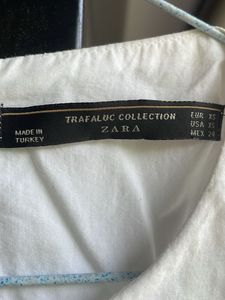 TRAFALUC COLLECTION
ZARA
MADE IN
TURKEY
EUR XS
USA XS
MEX 24